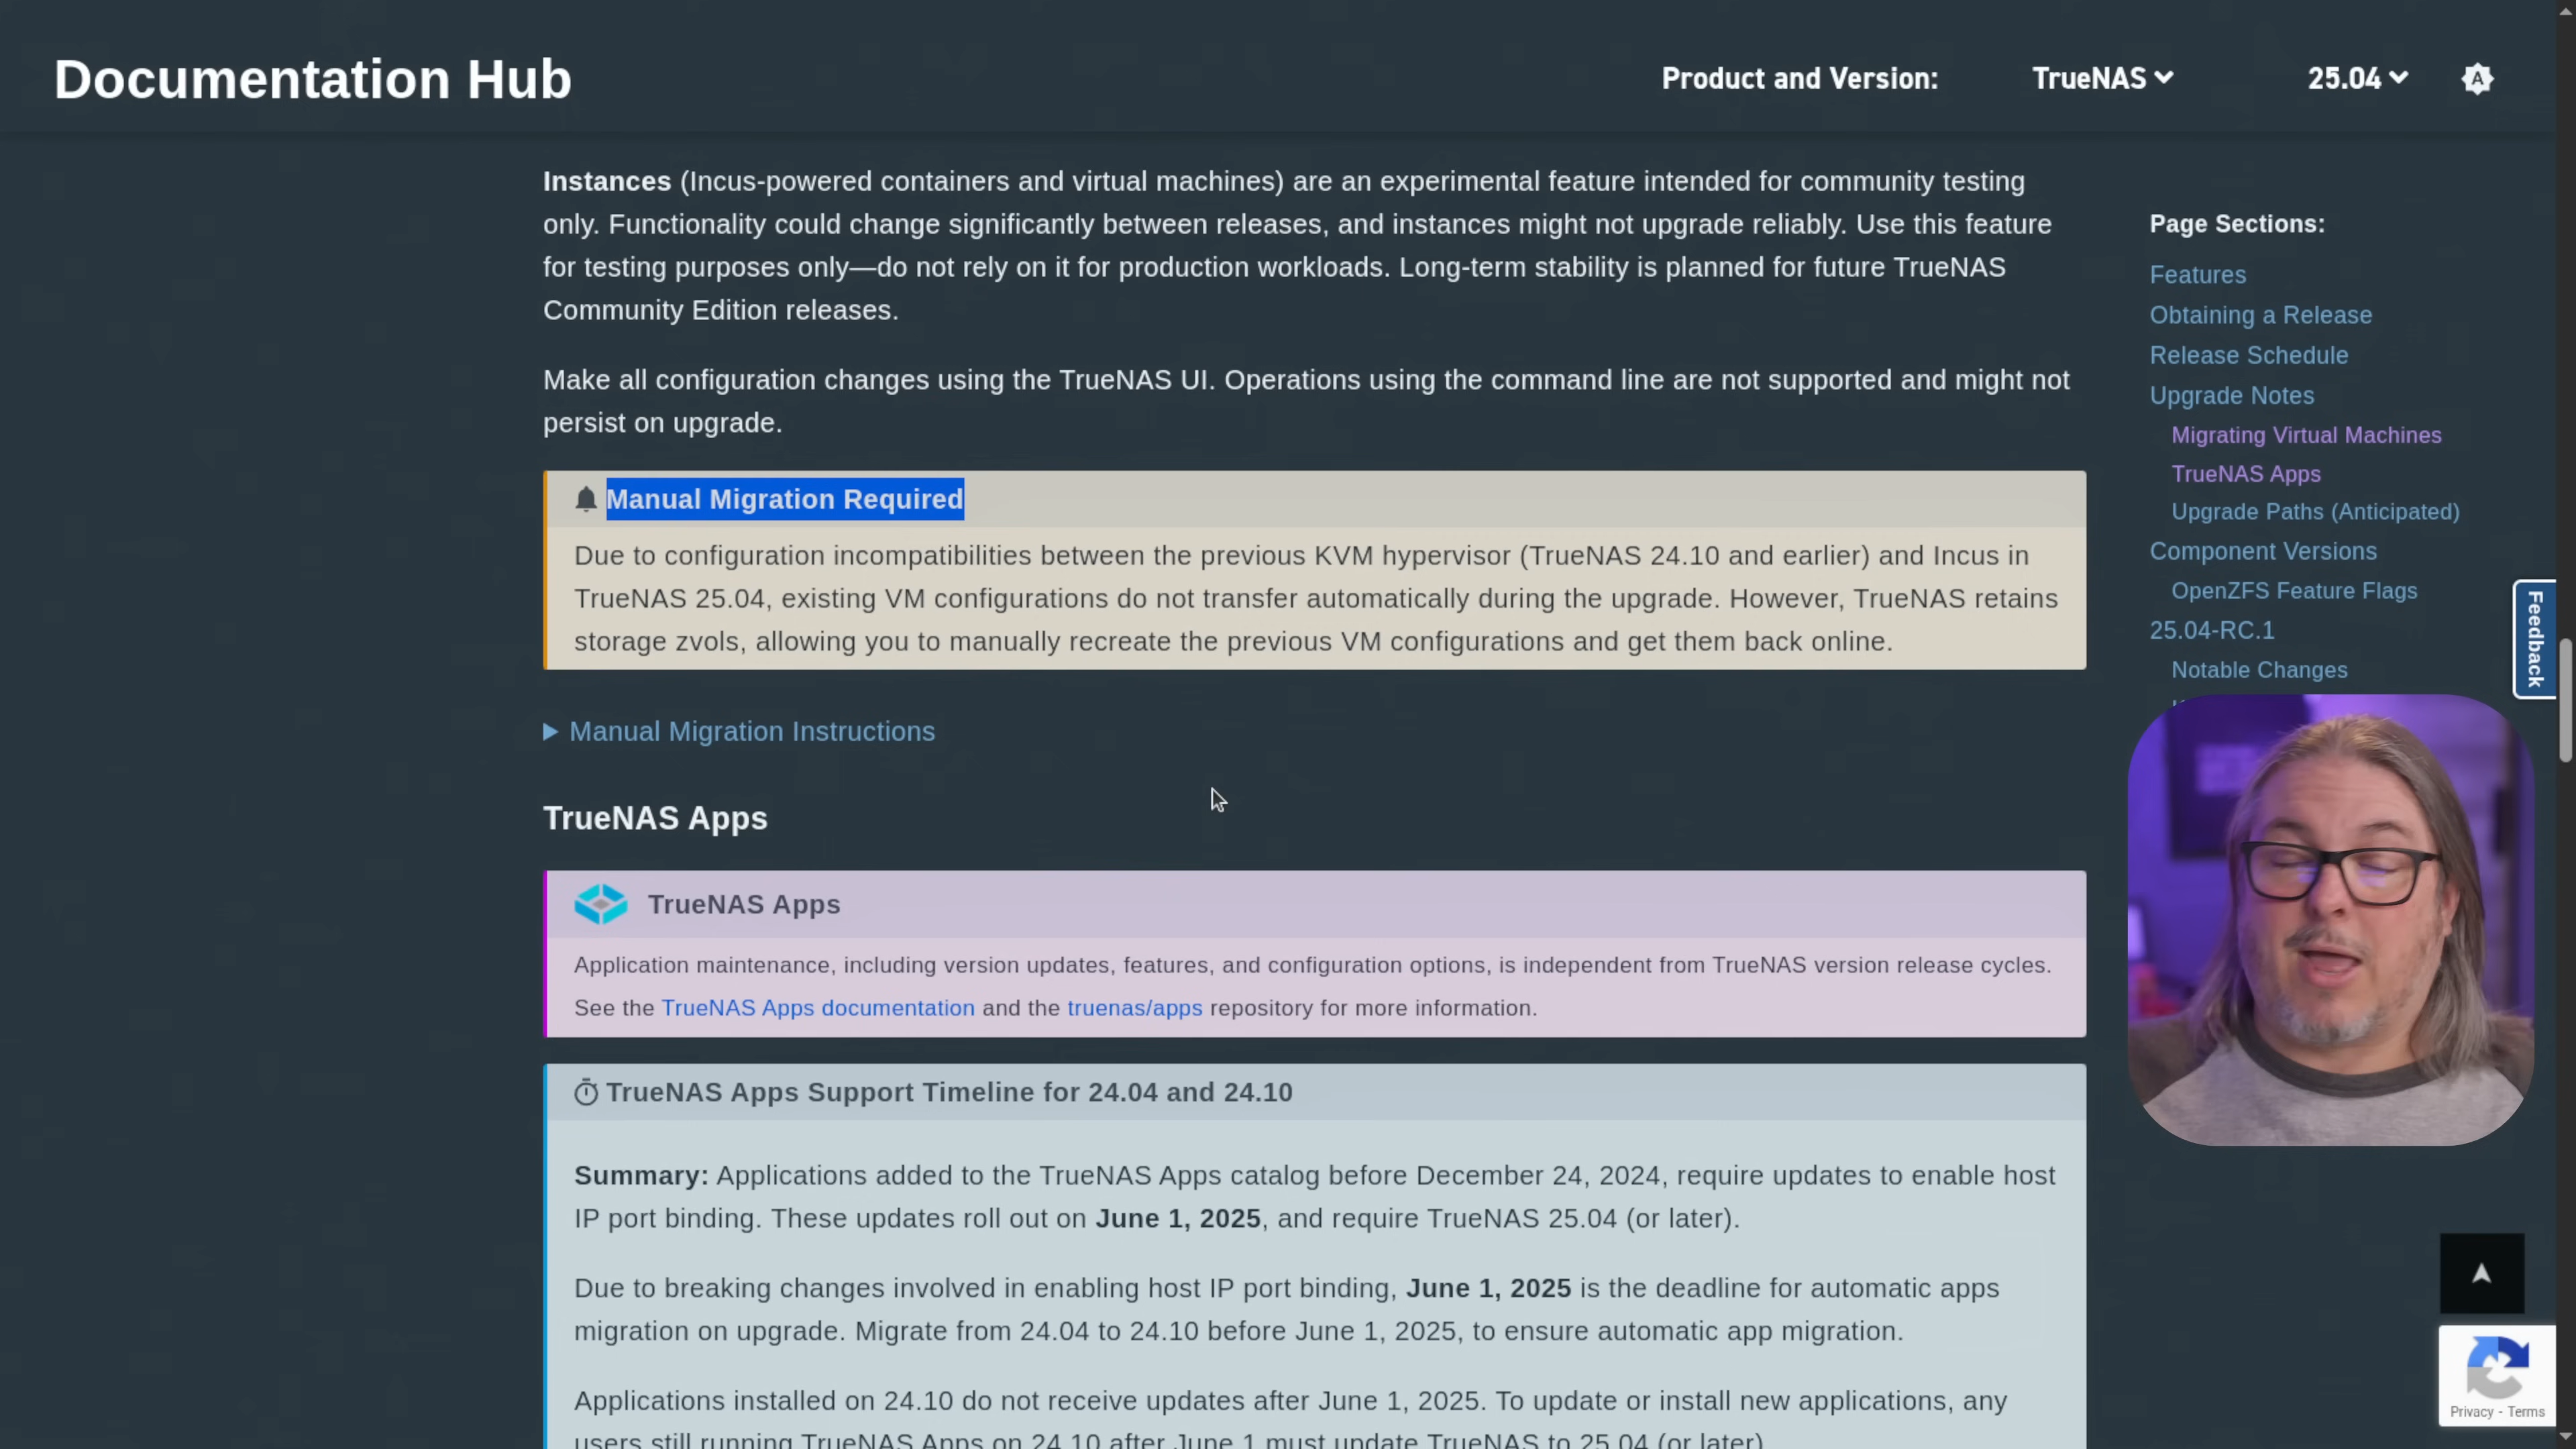 Documentation Hub
Product and Version:
TrueNAS
25.04
A
Instances (Incus-powered containers and virtual machines) are an experimental feature intended for community testing
only. Functionality could change significantly between releases, and instances might not upgrade reliably. Use this feature
for testing purposes only—do not rely on it for production workloads. Long-term stability is planned for future TrueNAS
Community Edition releases.
Make all configuration changes using the TrueNAS UI. Operations using the command line are not supported and might not
persist on upgrade.
Manual Migration Required
Due to configuration incompatibilities between the previous KVM hypervisor (TrueNAS 24.10 and earlier) and Incus in
TrueNAS 25.04, existing VM configurations do not transfer automatically during the upgrade. However, TrueNAS retains
storage zvols, allowing you to manually recreate the previous VM configurations and get them back online.
Manual Migration Instructions
TrueNAS Apps
TrueNAS Apps
Application maintenance, including version updates, features, and configuration options, is independent from TrueNAS version release cycles.
See the TrueNAS Apps documentation and the truenas/apps repository for more information.
TrueNAS Apps Support Timeline for 24.04 and 24.10
Summary: Applications added to the TrueNAS Apps catalog before December 24, 2024, require updates to enable host
IP port binding. These updates roll out on June 1, 2025, and require TrueNAS 25.04 (or later).
Due to breaking changes involved in enabling host IP port binding, June 1, 2025 is the deadline for automatic apps
migration on upgrade. Migrate from 24.04 to 24.10 before June 1, 2025, to ensure automatic app migration.
Applications installed on 24.10 do not receive updates after June 1, 2025. To update or install new applications, any
users still running TrueNAS Apps on 24.10 after June 1 must update TrueNAS to 25.04 (or later).
Page Sections:
Features
Obtaining a Release
Release Schedule
Upgrade Notes
Migrating Virtual Machines
TrueNAS Apps
Upgrade Paths (Anticipated)
Component Versions
OpenZFS Feature Flags
25.04-RC.1
Notable Changes
Feedback
Privacy - Terms